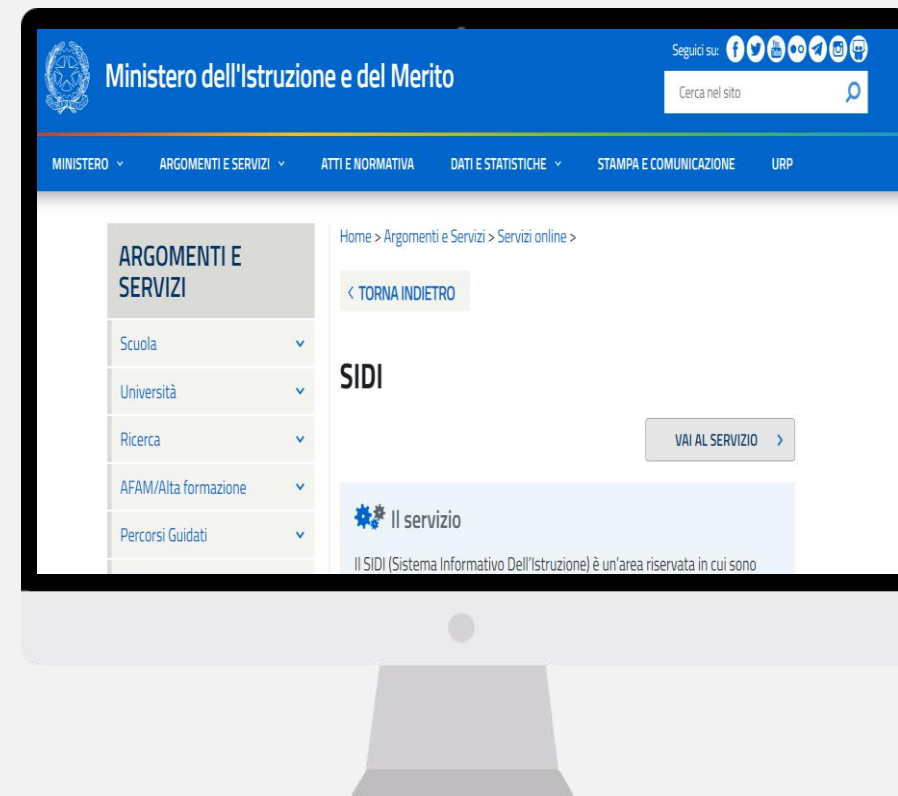 Seguici su:
Ministero dell'Istruzione e del Merito
Cerca nel sito
MINISTERO ARGOMENTI E SERVIZI ATTI E NORMATIVA DATI E STATISTICHE STAMPA E COMUNICAZIONE URP
ARGOMENTI E
SERVIZI
Scuola
Università
Ricerca
AFAM/Alta formazione
Percorsi Guidati
Home > Argomenti e Servizi > Servizi online >
< TORNA INDIETRO
SIDI
VAI AL SERVIZIO >
Il servizio
Il SIDI (Sistema Informativo Dell'Istruzione) è un'area riservata in cui sono